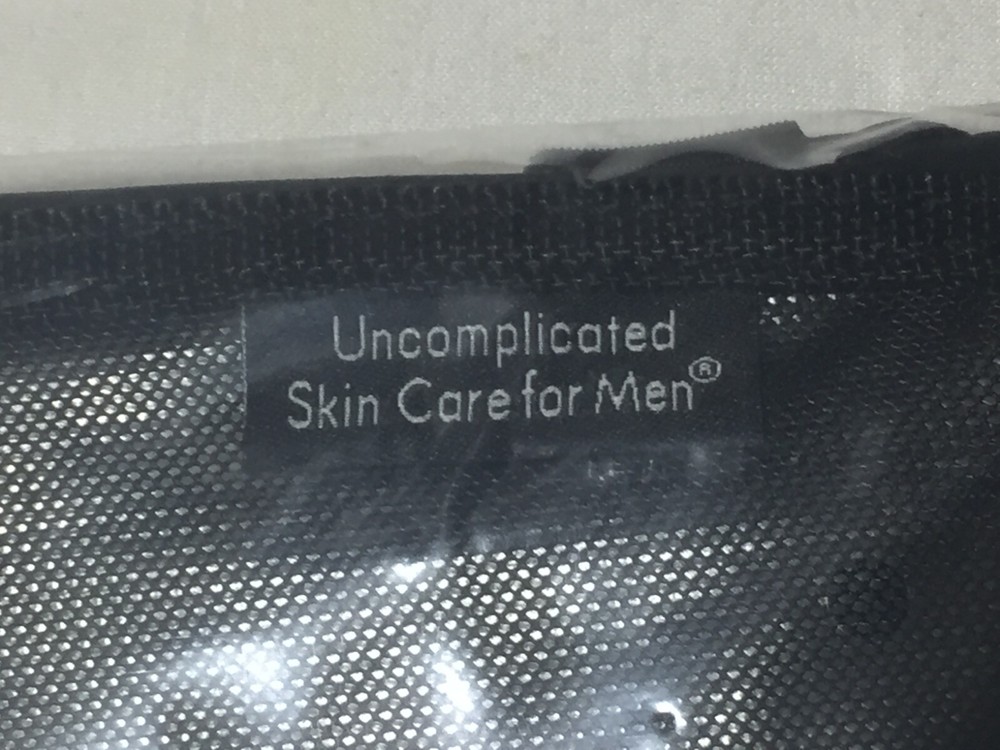 Uncomplicated
Skin Care for Men®